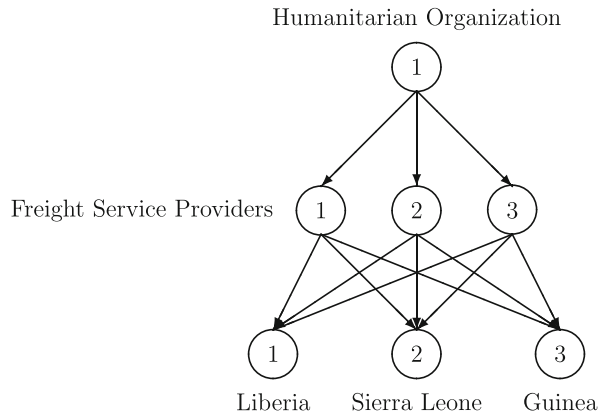 Humanitarian Organization
1
Freight Service Providers 1 2 3
1 2 3
Liberia Sierra Leone Guinea